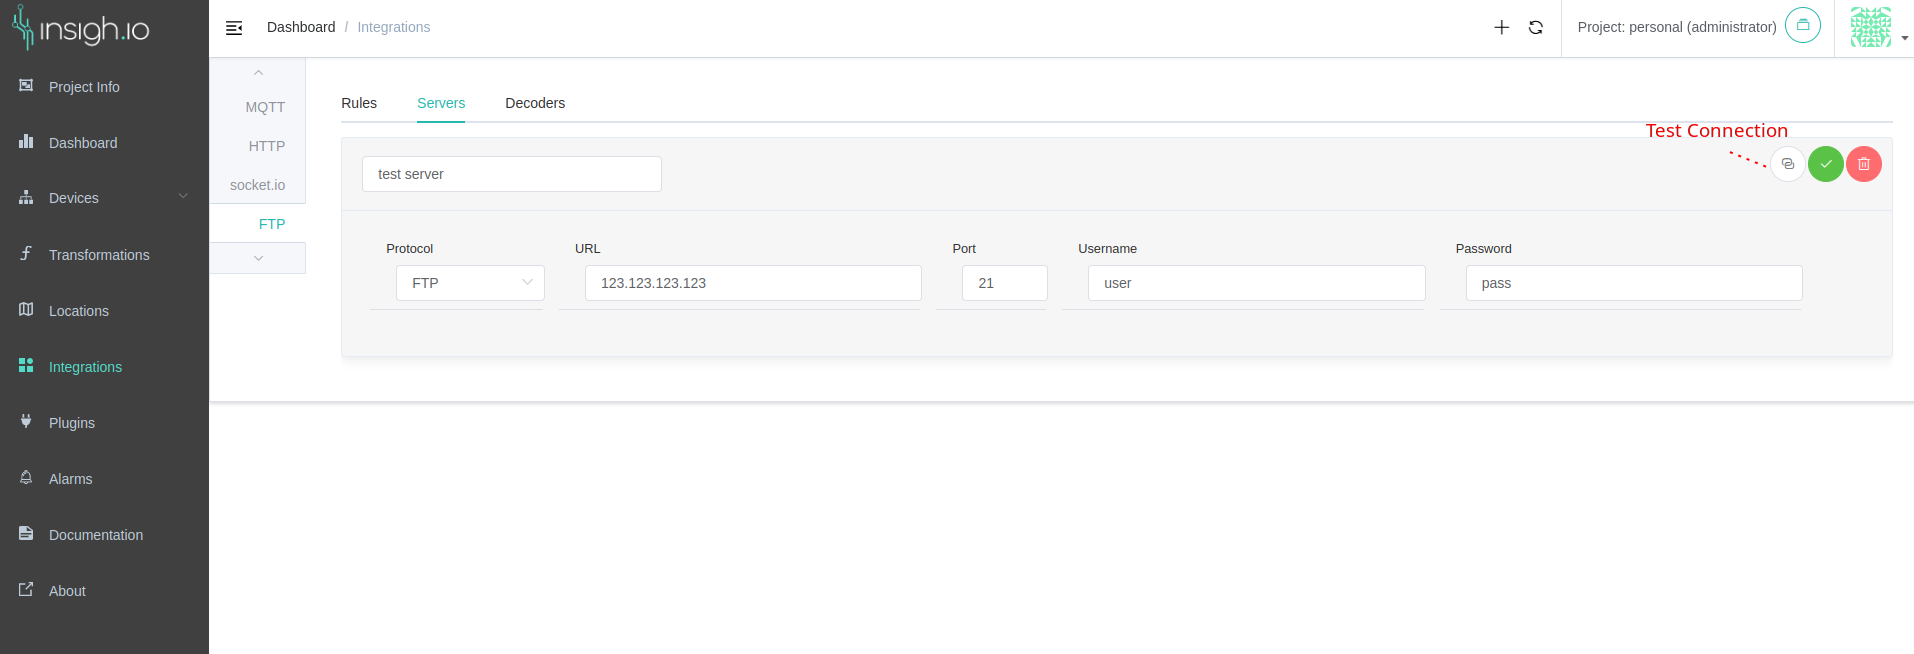 insigh.io
Dashboard / Integrations
Project: personal (administrator)
Project Info
Dashboard
Devices
Transformations
Locations
Integrations
Plugins
Alarms
Documentation
About
MQTT
HTTP
socket.io
FTP
Rules Servers Decoders
Test Connection
test server
Protocol URL Port Username Password
FTP 123.123.123.123 21 user pass